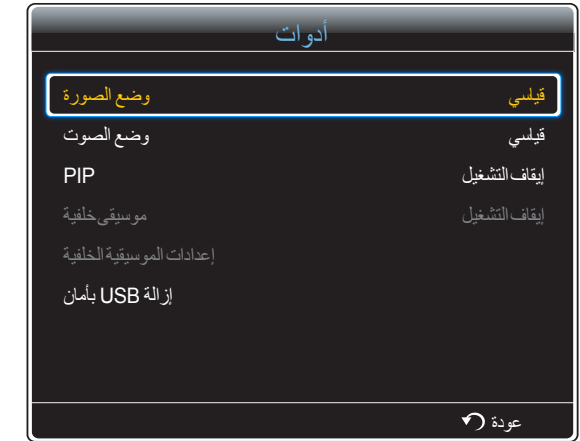 أدوات
وضع الصورة قياسي
وضع الصوت قياسي
PIP إيقاف التشغيل
موسيقى خلفية إيقاف التشغيل
إعدادات الموسيقية الخلفية
إزالة USB بأمان
عودة